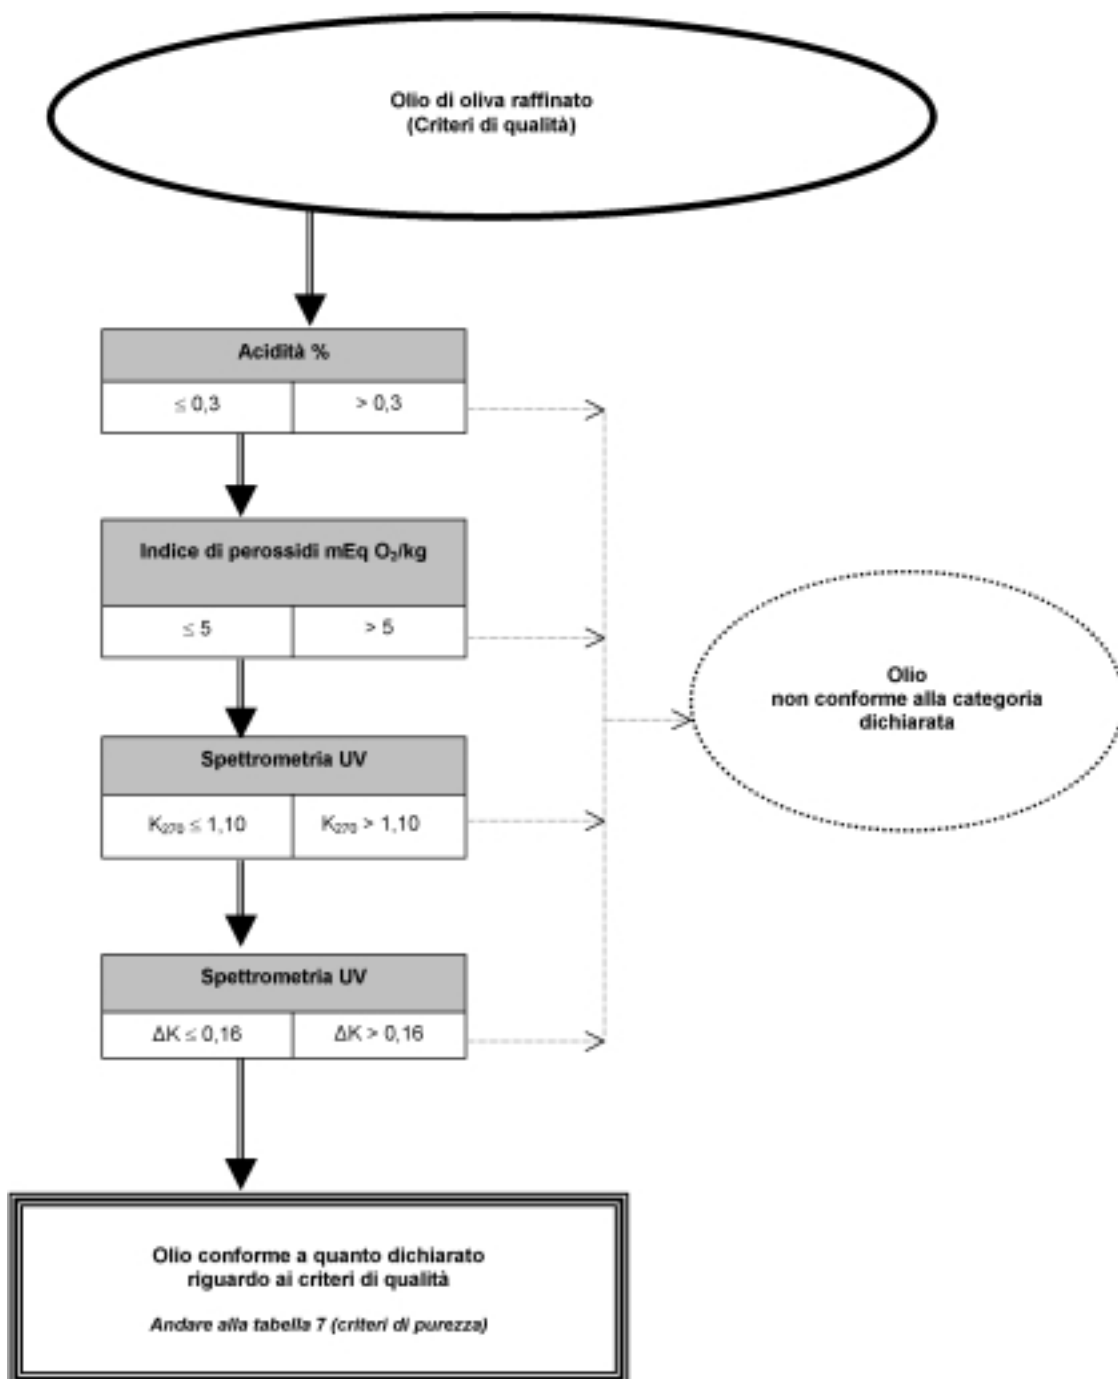 Olio di oliva raffinato
(Criteri di qualità)
Acidità %
≤ 0,3
> 0,3
Indice di perossidi mEq O₂/kg
≤ 5
> 5
Spettrometria UV
K₂₇₀ ≤ 1,10
K₂₇₀ > 1,10
Spettrometria UV
ΔK ≤ 0,16
ΔK > 0,16
Olio
non conforme alla categoria
dichiarata
Olio conforme a quanto dichiarato
riguardo ai criteri di qualità
Andare alla tabella 7 (criteri di purezza)